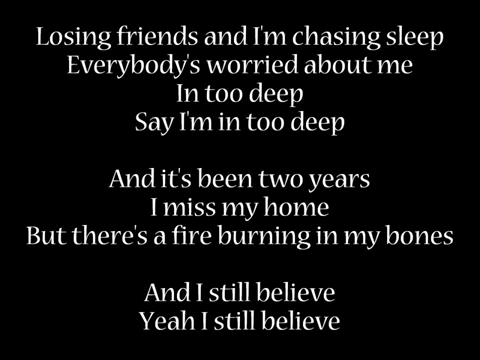 Losing friends and I'm chasing sleep
Everybody's worried about me
In too deep
Say I'm in too deep
And it's been two years
I miss my home
But there's a fire burning in my bones
And I still believe
Yeah I still believe